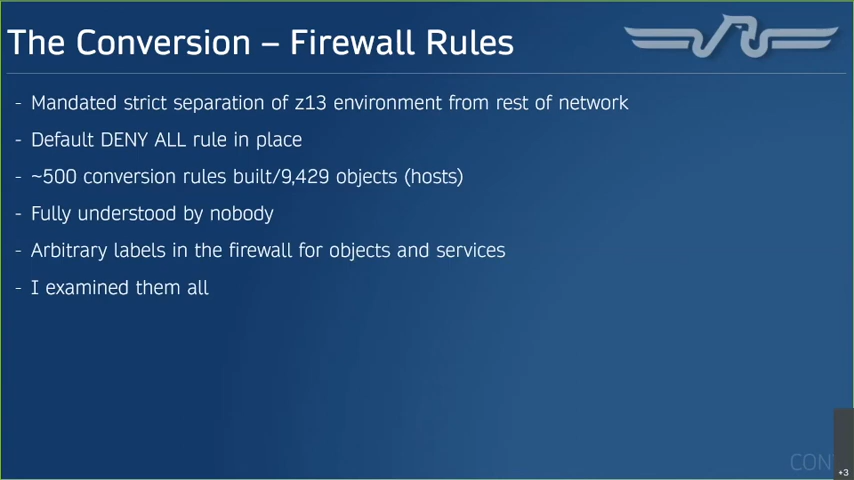 The Conversion – Firewall Rules
- Mandated strict separation of z13 environment from rest of network
- Default DENY ALL rule in place
- ~500 conversion rules built/9,429 objects (hosts)
- Fully understood by nobody
- Arbitrary labels in the firewall for objects and services
- I examined them all
CON
+3